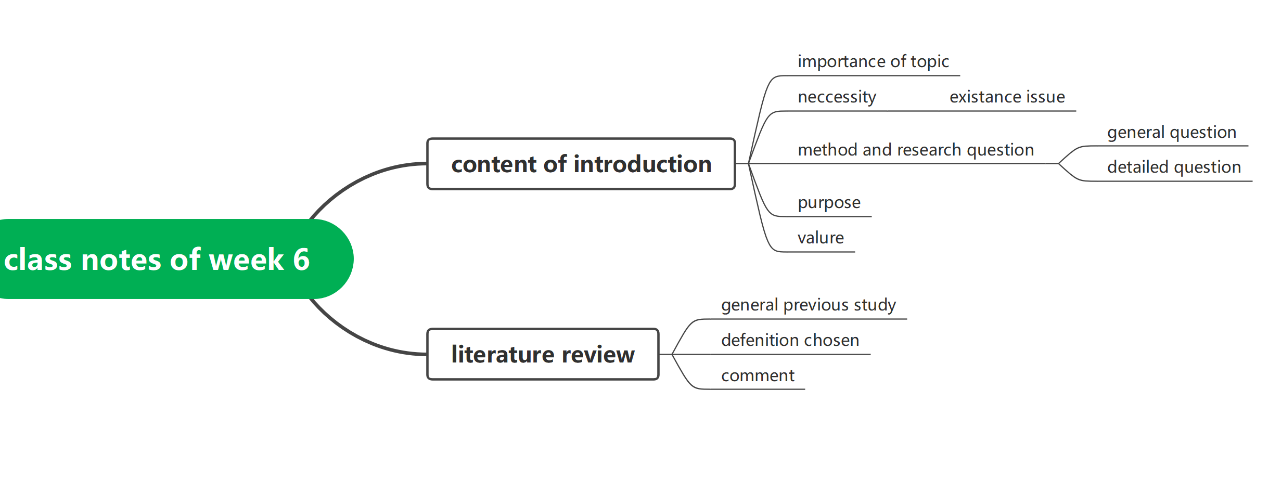 class notes of week 6
content of introduction
importance of topic
neccessity existance issue
method and research question
general question
detailed question
purpose
valure
literature review
general previous study
defenition chosen
comment